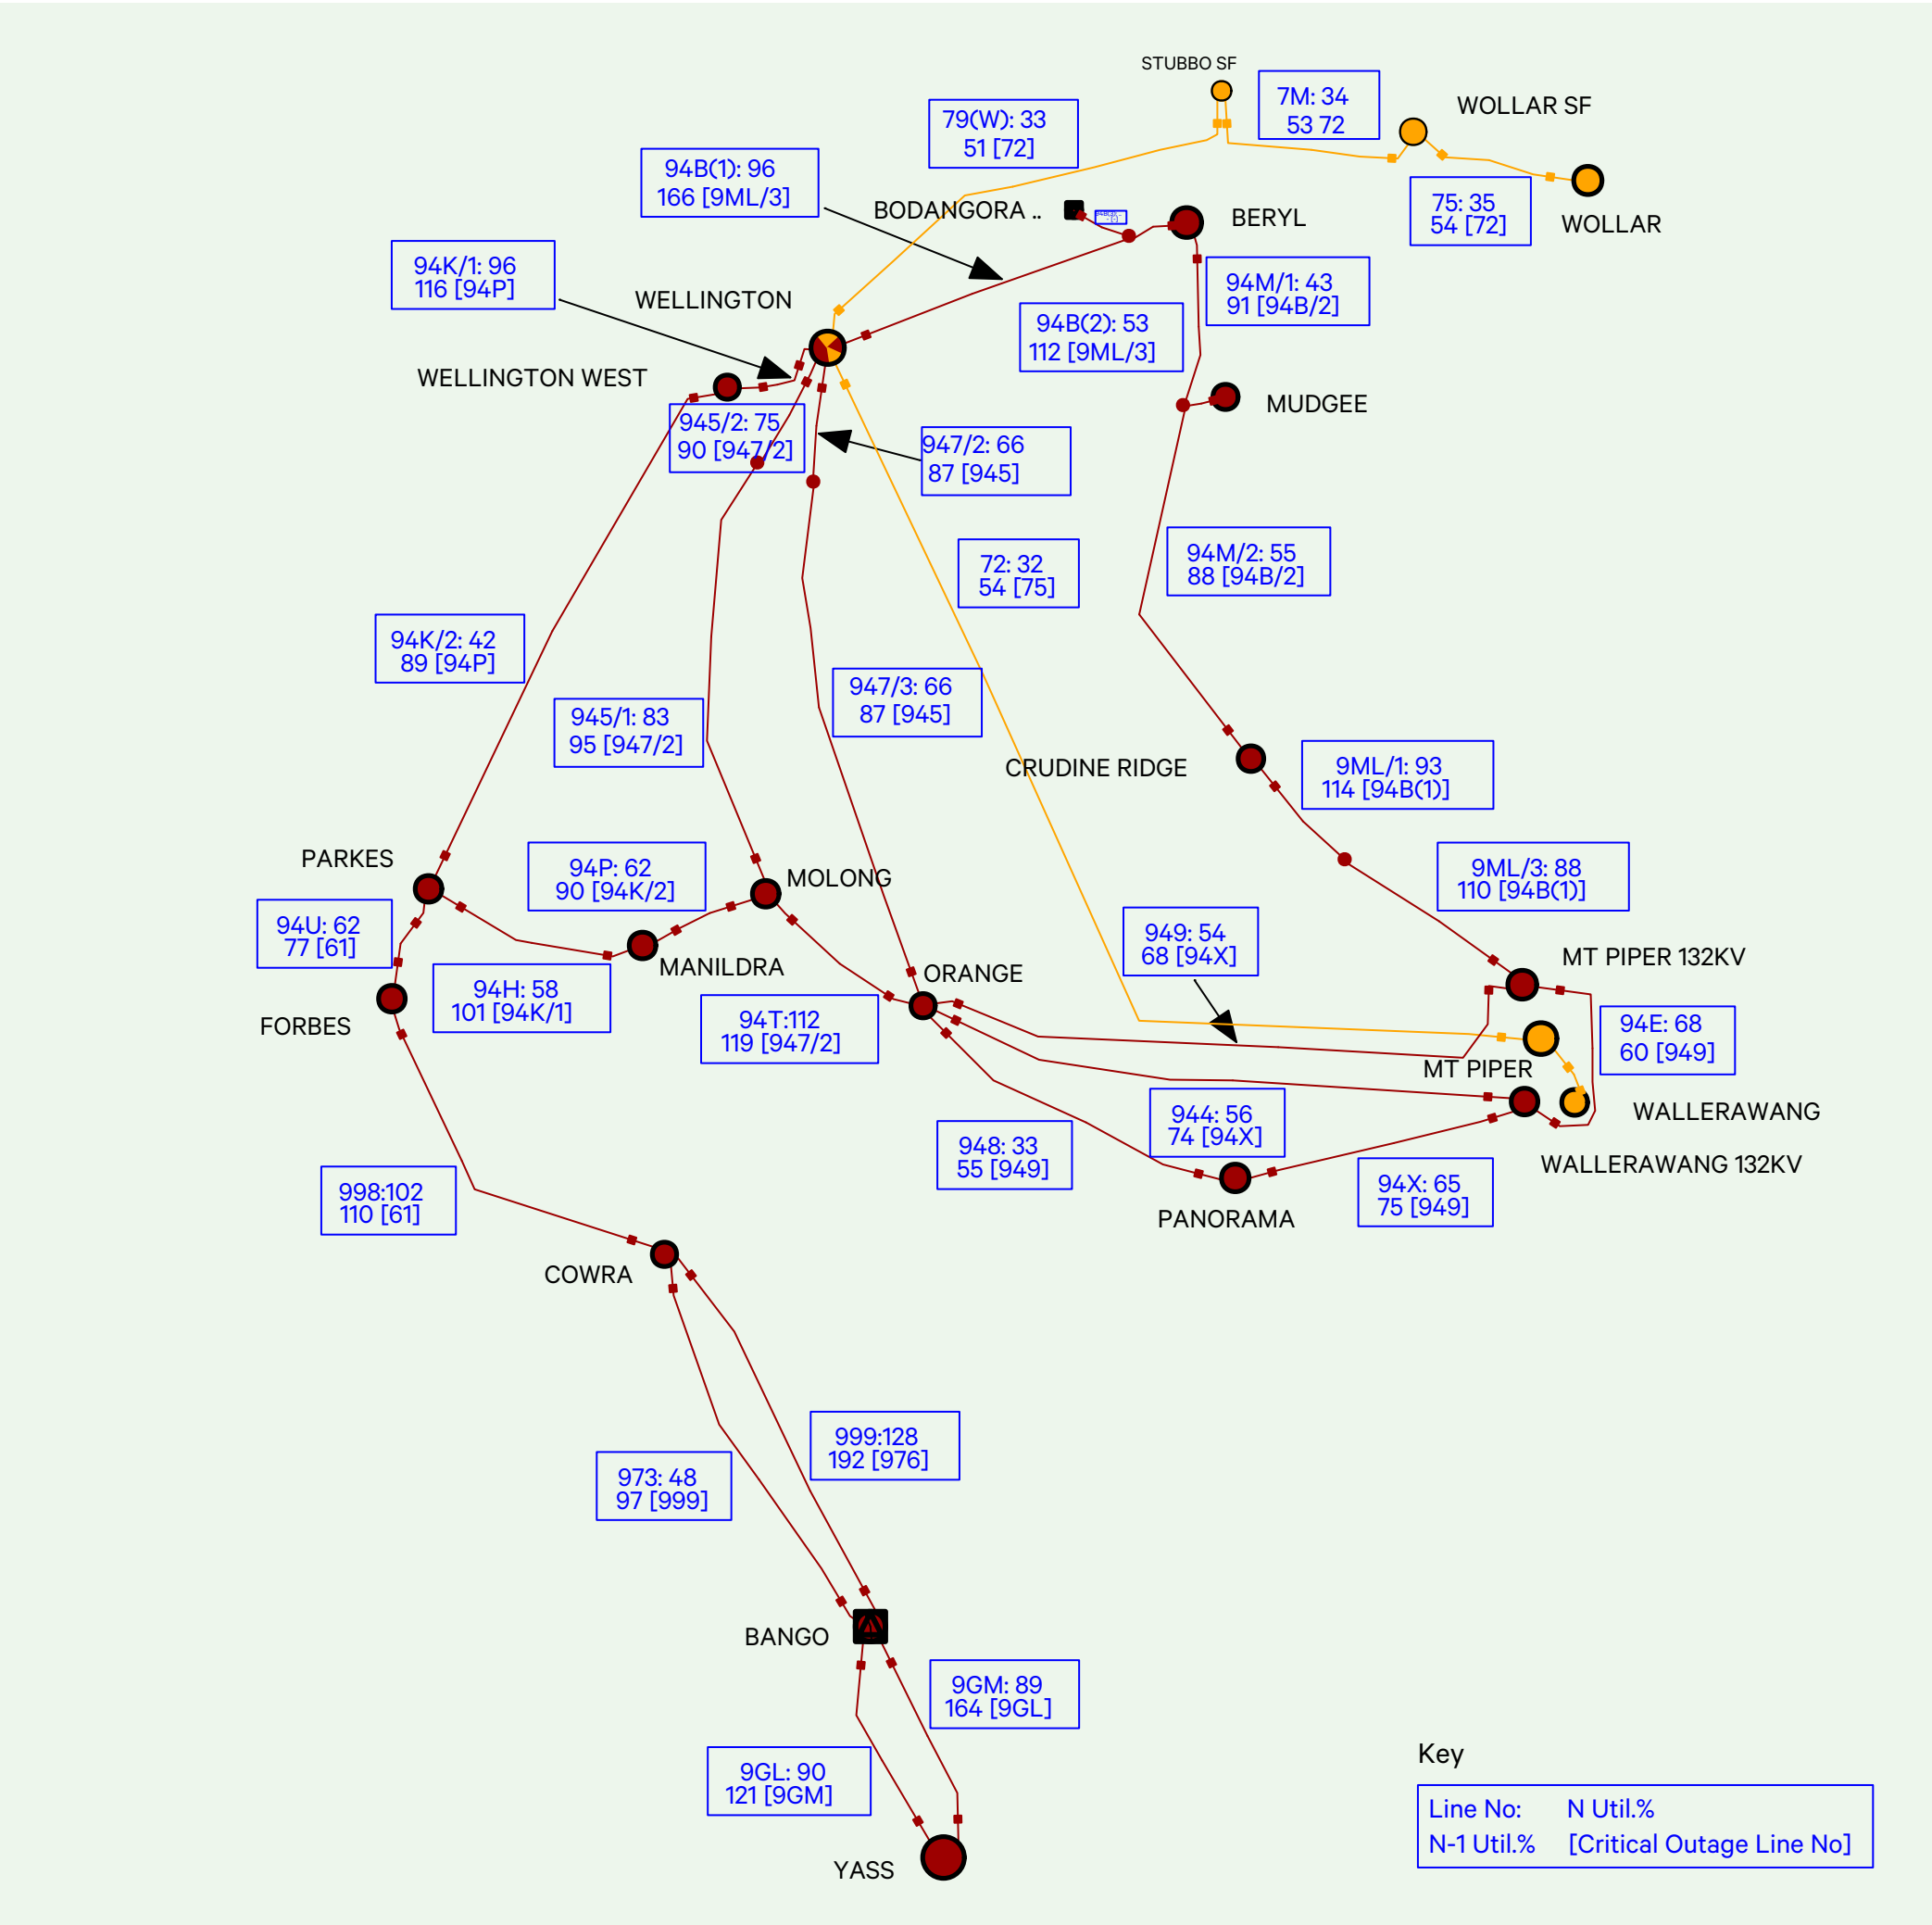 STUBBO SF
7M: 34
53 72
WOLLAR SF
79(W): 33
51 [72]
94B(1): 96
166 [9ML/3]
BODANGORA ..
BERYL
75: 35
54 [72]
WOLLAR
94K/1: 96
116 [94P]
WELLINGTON
94M/1: 43
91 [94B/2]
94B(2): 53
112 [9ML/3]
WELLINGTON WEST
MUDGEE
945/2: 75
90 [947/2]
947/2: 66
87 [945]
72: 32
54 [75]
94M/2: 55
88 [94B/2]
94K/2: 42
89 [94P]
945/1: 83
95 [947/2]
947/3: 66
87 [945]
CRUDINE RIDGE
9ML/1: 93
114 [94B(1)]
PARKES
94P: 62
90 [94K/2]
MOLONG
9ML/3: 88
110 [94B(1)]
94U: 62
77 [61]
949: 54
68 [94X]
MT PIPER 132KV
MANILDRA
ORANGE
94H: 58
101 [94K/1]
FORBES
94T:112
119 [947/2]
94E: 68
60 [949]
MT PIPER
944: 56
74 [94X]
WALLERAWANG
948: 33
55 [949]
WALLERAWANG 132KV
94X: 65
75 [949]
998:102
110 [61]
PANORAMA
COWRA
999:128
192 [976]
973: 48
97 [999]
BANGO
9GM: 89
164 [9GL]
9GL: 90
121 [9GM]
YASS
Key
Line No: N Util.%
N-1 Util.% [Critical Outage Line No]